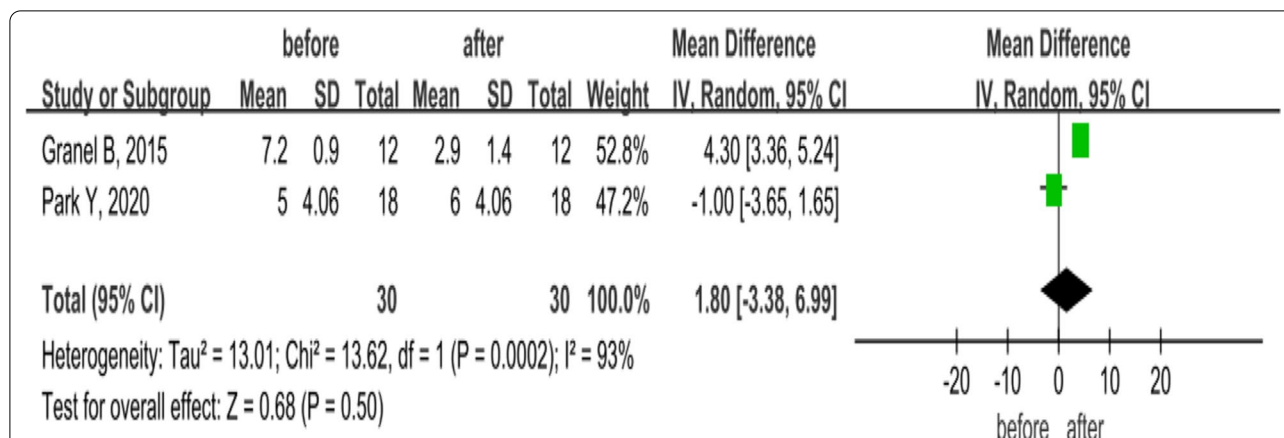 before after Mean Difference Mean Difference
Study or Subgroup Mean SD Total Mean SD Total Weight IV, Random, 95% CI IV, Random, 95% CI
Granel B, 2015 7.2 0.9 12 2.9 1.4 12 52.8% 4.30 [3.36, 5.24]
Park Y, 2020 5 4.06 18 6 4.06 18 47.2% -1.00 [-3.65, 1.65]
Total (95% CI) 30 30 100.0% 1.80 [-3.38, 6.99]
Heterogeneity: Tau² = 13.01; Chi² = 13.62, df = 1 (P = 0.0002); I² = 93%
Test for overall effect: Z = 0.68 (P = 0.50)
-20 -10 0 10 20
before after